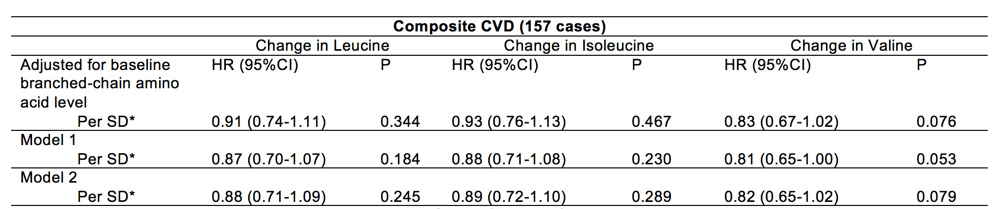 Composite CVD (157 cases)
Change in Leucine Change in Isoleucine Change in Valine
Adjusted for baseline HR (95%CI) P HR (95%CI) P HR (95%CI) P
branched-chain amino
acid level
Per SD* 0.91 (0.74-1.11) 0.344 0.93 (0.76-1.13) 0.467 0.83 (0.67-1.02) 0.076
Model 1
Per SD* 0.87 (0.70-1.07) 0.184 0.88 (0.71-1.08) 0.230 0.81 (0.65-1.00) 0.053
Model 2
Per SD* 0.88 (0.71-1.09) 0.245 0.89 (0.72-1.10) 0.289 0.82 (0.65-1.02) 0.079